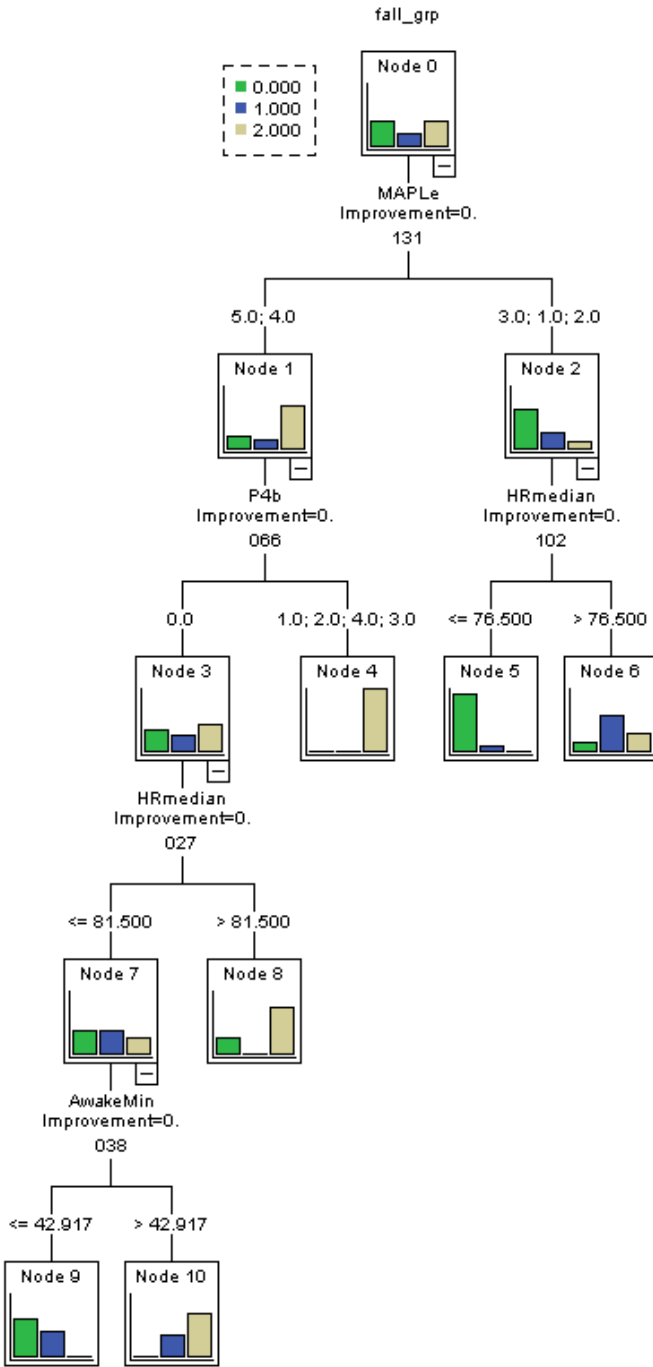 fall_grp
0.000
1.000
2.000
Node 0
MAPLe
Improvement=0.
131
5.0; 4.0
3.0; 1.0; 2.0
Node 1
Node 2
P4b
Improvement=0.
066
HRmedian
Improvement=0.
102
0.0
1.0; 2.0; 4.0; 3.0
<= 76.500
> 76.500
Node 3
Node 4
Node 5
Node 6
HRmedian
Improvement=0.
027
<= 81.500
> 81.500
Node 7
Node 8
AwakeMin
Improvement=0.
038
<= 42.917
> 42.917
Node 9
Node 10